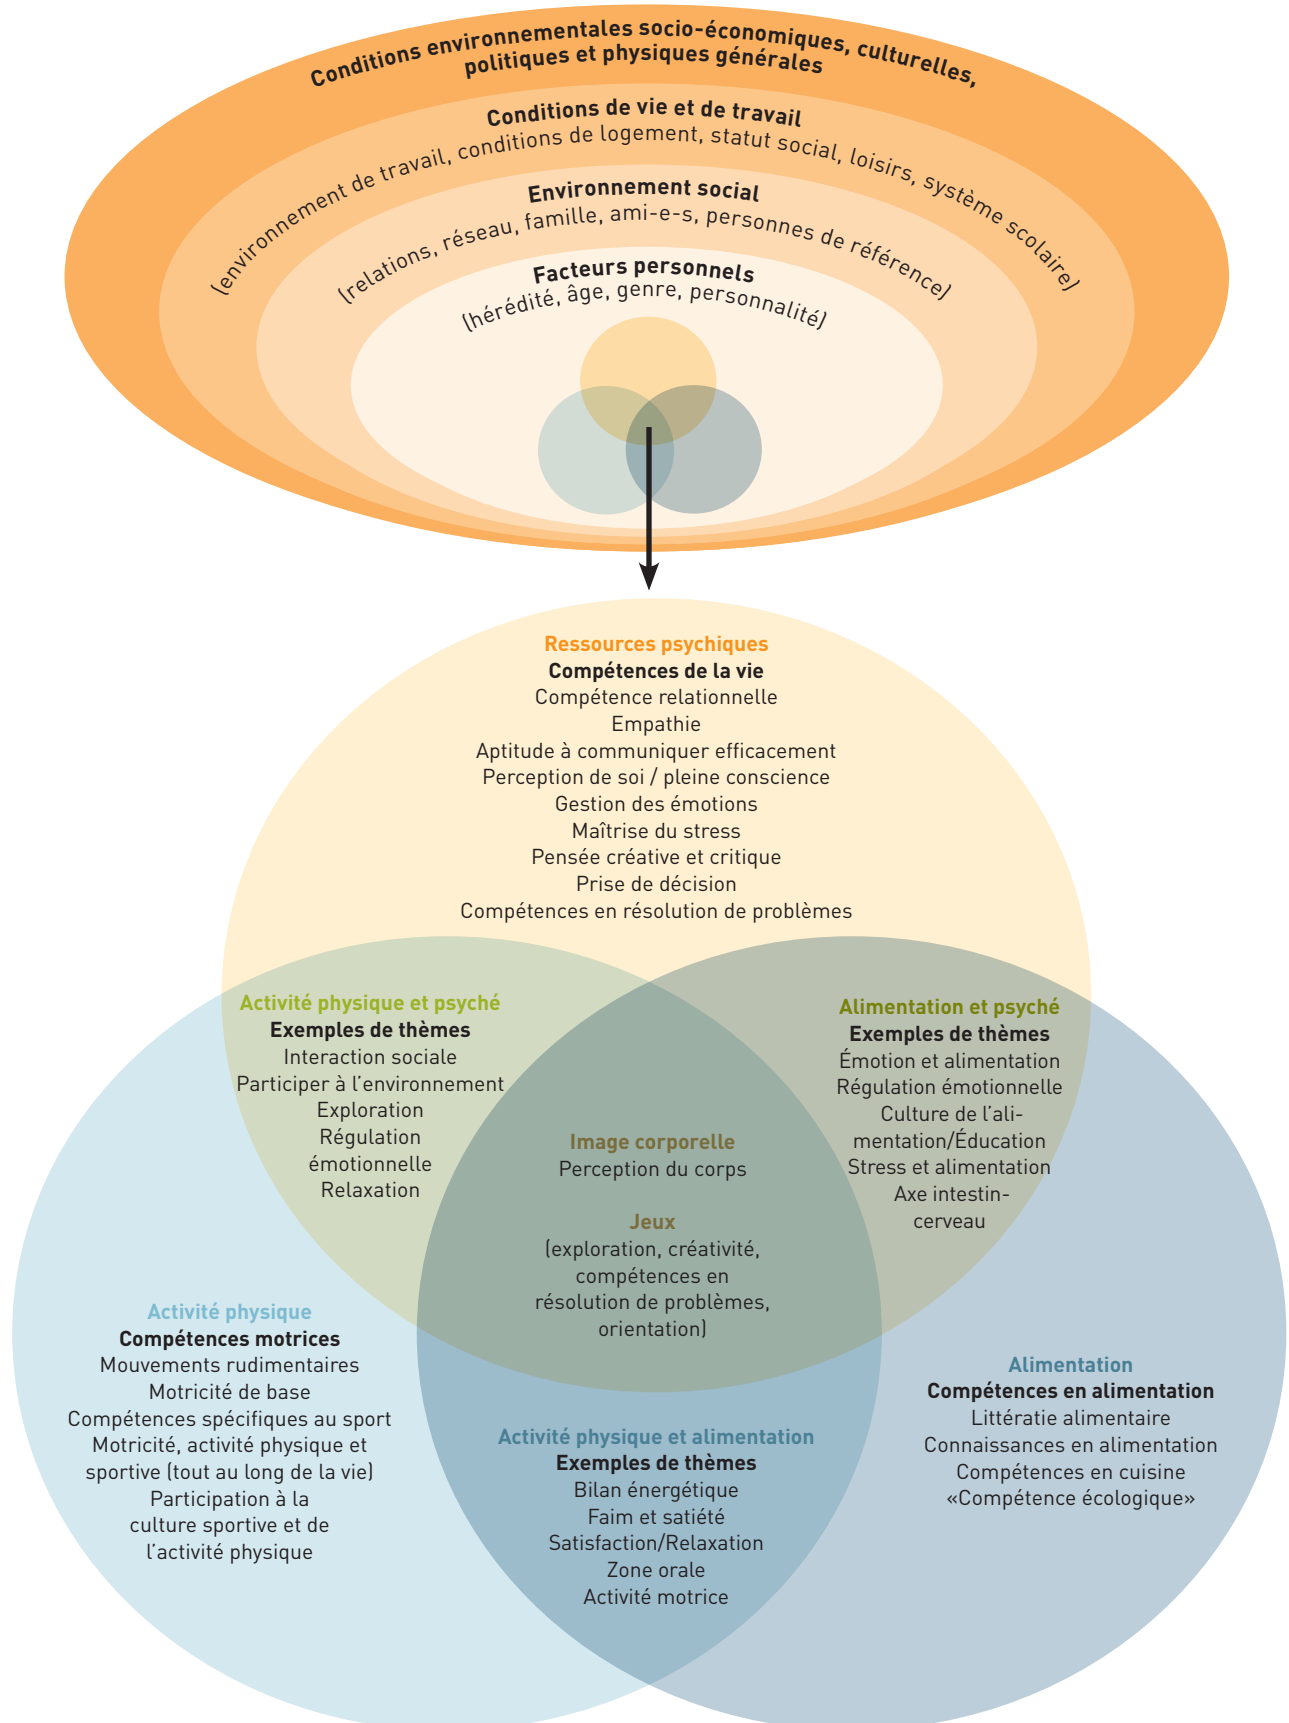 Conditions environnementales socio-économiques, culturelles,
politiques et physiques générales
Conditions de vie et de travail
(environnement de travail, conditions de logement, statut social, loisirs, système scolaire)
Environnement social
(relations, réseau, famille, ami-e-s, personnes de référence)
Facteurs personnels
(hérédité, âge, genre, personnalité)
Ressources psychiques
Compétences de la vie
Compétence relationnelle
Empathie
Aptitude à communiquer efficacement
Perception de soi / pleine conscience
Gestion des émotions
Maîtrise du stress
Pensée créative et critique
Prise de décision
Compétences en résolution de problèmes
Activité physique et psyché
Exemples de thèmes
Interaction sociale
Participer à l'environnement
Exploration
Régulation
émotionnelle
Relaxation
Alimentation et psyché
Exemples de thèmes
Émotion et alimentation
Régulation émotionnelle
Culture de l'ali-
mentation/Éducation
Stress et alimentation
Axe intestin-
cerveau
Image corporelle
Perception du corps
Jeux
(exploration, créativité,
compétences en
résolution de problèmes,
orientation)
Activité physique
Compétences motrices
Mouvements rudimentaires
Motricité de base
Compétences spécifiques au sport
Motricité, activité physique et
sportive (tout au long de la vie)
Participation à la
culture sportive et de
l'activité physique
Activité physique et alimentation
Exemples de thèmes
Bilan énergétique
Faim et satiété
Satisfaction/Relaxation
Zone orale
Activité motrice
Alimentation
Compétences en alimentation
Littératie alimentaire
Connaissances en alimentation
Compétences en cuisine
«Compétence écologique»